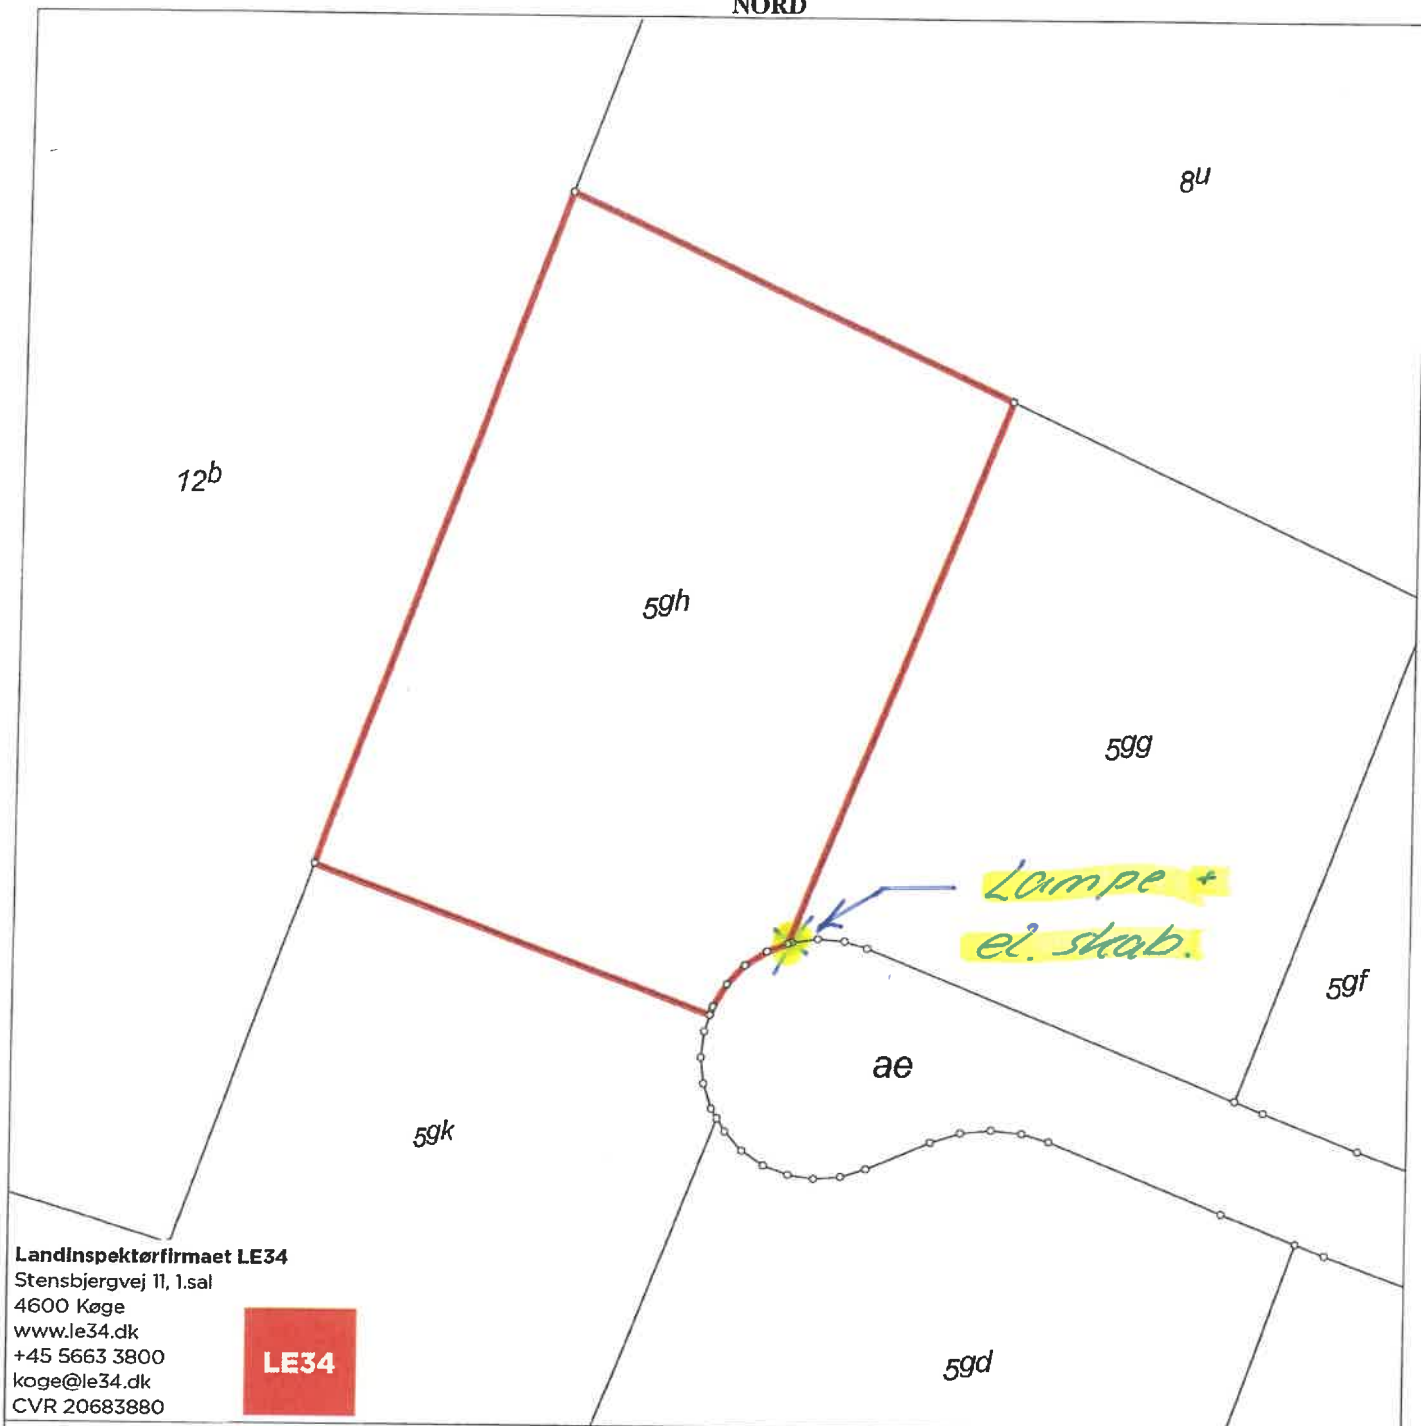 NORD
8u
12b
5gh
5gg
Lampe +
el. skab.
5gf
ae
5gk
Landinspektørfirmaet LE34
Stensbjergvej 11, 1.sal
4600 Køge
www.le34.dk
+45 5663 3800
koge@le34.dk
CVR 20683880
LE34
5gd